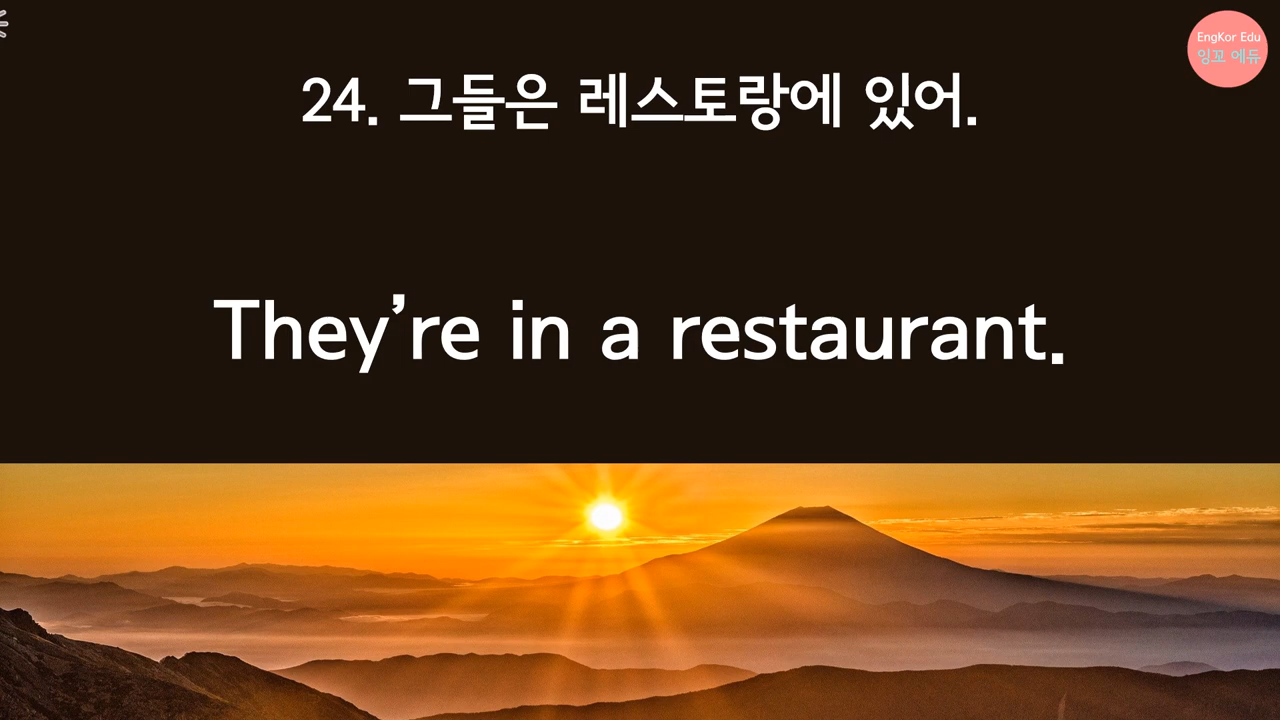 EngKor Edu
잉꼬 에듀
24. 그들은 레스토랑에 있어.
They’re in a restaurant.